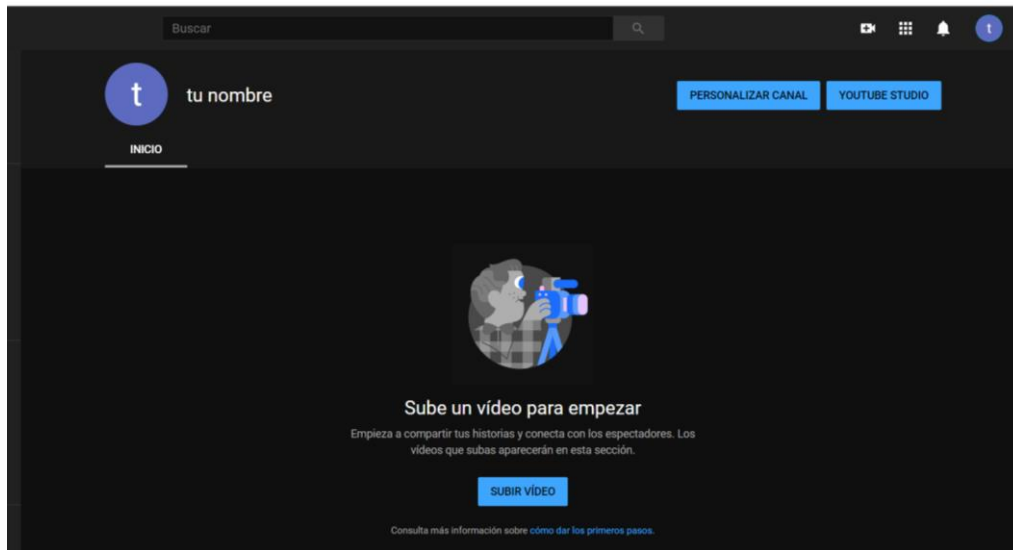 Buscar
t
t
tu nombre
PERSONALIZAR CANAL
YOUTUBE STUDIO
INICIO
Sube un vídeo para empezar
Empieza a compartir tus historias y conecta con los espectadores. Los
vídeos que subas aparecerán en esta sección.
SUBIR VÍDEO
Consulta más información sobre cómo dar los primeros pasos.